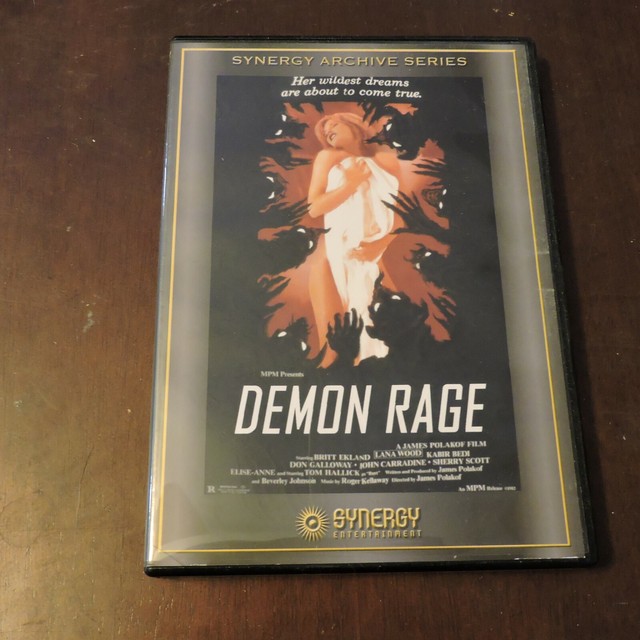 SYNERGY ARCHIVE SERIES
Her wildest dreams
are about to come true.
MPM Presents
DEMON RAGE
A JAMES POLAKOF FILM
Starring BRITT EKLAND LANA WOOD KABIR BEDI
DON GALLOWAY • JOHN CARRADINE • SHERRY SCOTT
ELISE-ANNE and starring TOM HALLICK as "Bert" Written and Produced by James Polakof
and Beverley Johnson Music by Roger Kellaway Directed by James Polakof
R
An MPM Release
SYNERGY
ENTERTAINMENT